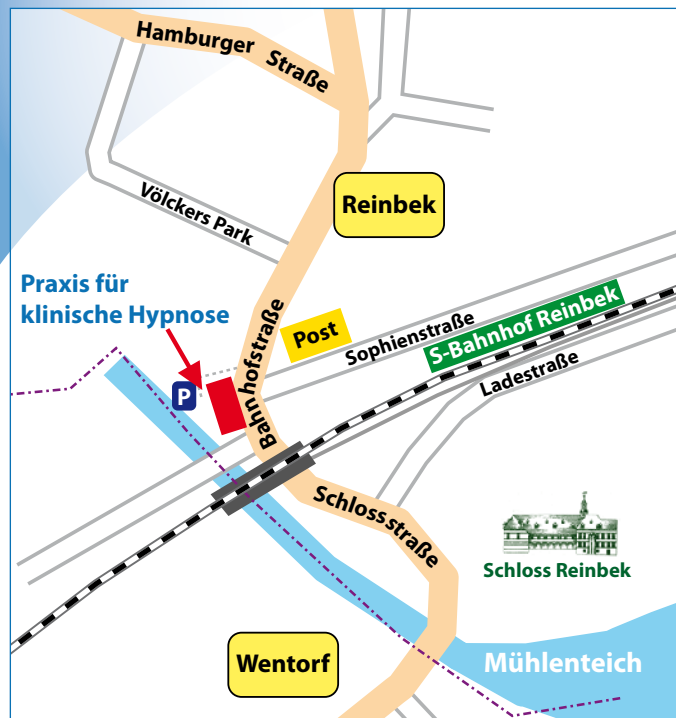 Hamburger Straße
Reinbek
Völckers Park
Praxis für
klinische Hypnose
Post
Sophienstraße
S-Bahnhof Reinbek
Ladestraße
P
Bahnhofstraße
Schlossstraße
Schloss Reinbek
Wentorf
Mühlenteich